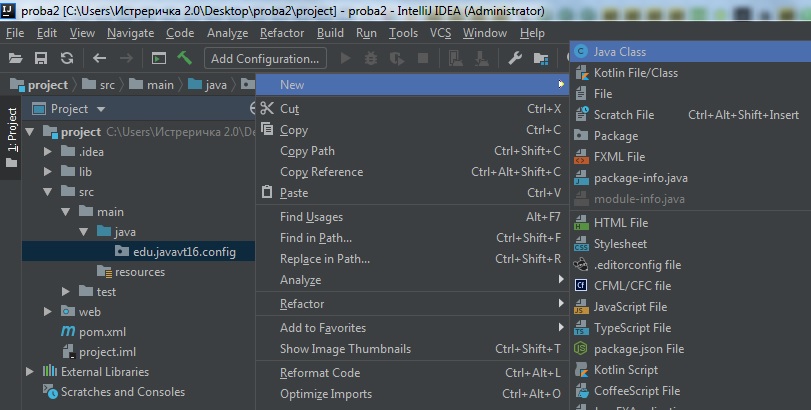 IJ proba2 [C:\Users\Истреричка 2.0\Desktop\proba2\project] - proba2 - IntelliJ IDEA (Administrator)
File Edit View Navigate Code Analyze Refactor Build Run Tools VCS Window Help
Add Configuration...
project src main java
1: Project
Project
project C:\Users\Истреричка 2.0\De
.idea
lib
src
main
java
edu.javavt16.config
resources
test
web
pom.xml
project.iml
External Libraries
Scratches and Consoles
New
Cut Ctrl+X
Copy Ctrl+C
Copy Path Ctrl+Shift+C
Copy Reference Ctrl+Alt+Shift+C
Paste Ctrl+V
Find Usages Alt+F7
Find in Path... Ctrl+Shift+F
Replace in Path... Ctrl+Shift+R
Analyze
Refactor
Add to Favorites
Show Image Thumbnails Ctrl+Shift+T
Reformat Code Ctrl+Alt+L
Optimize Imports Ctrl+Alt+O
Java Class
Kotlin File/Class
File
Scratch File Ctrl+Alt+Shift+Insert
Package
FXML File
package-info.java
module-info.java
HTML File
Stylesheet
.editorconfig file
CFML/CFC file
JavaScript File
TypeScript File
package.json File
Kotlin Script
CoffeeScript File